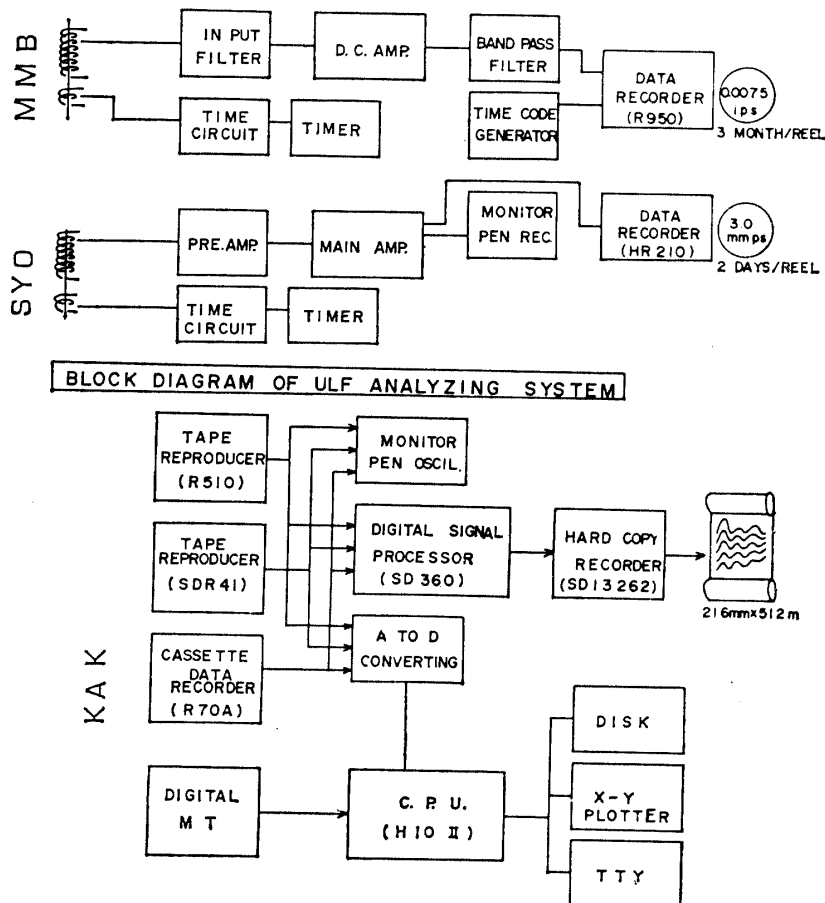 MMB
IN PUT
FILTER
D. C. AMP.
BAND PASS
FILTER
DATA
RECORDER
(R950)
0.0075
ips
3 MONTH/REEL
TIME
CIRCUIT
TIMER
TIME CODE
GENERATOR
SYO
PRE. AMP.
MAIN AMP.
MONITOR
PEN REC.
DATA
RECORDER
(HR 210)
3.0
mm ps
2 DAYS/REEL
TIME
CIRCUIT
TIMER
BLOCK DIAGRAM OF ULF ANALYZING SYSTEM
KAK
TAPE
REPRODUCER
(R510)
MONITOR
PEN OSCIL.
TAPE
REPRODUCER
(SDR 41)
DIGITAL SIGNAL
PROCESSOR
(SD 360)
HARD COPY
RECORDER
(SD13262)
216mm×512m
CASSETTE
DATA
RECORDER
(R70A)
A TO D
CONVERTING
DIGITAL
M T
C. P. U.
(H10 II)
DISK
X-Y
PLOTTER
TTY